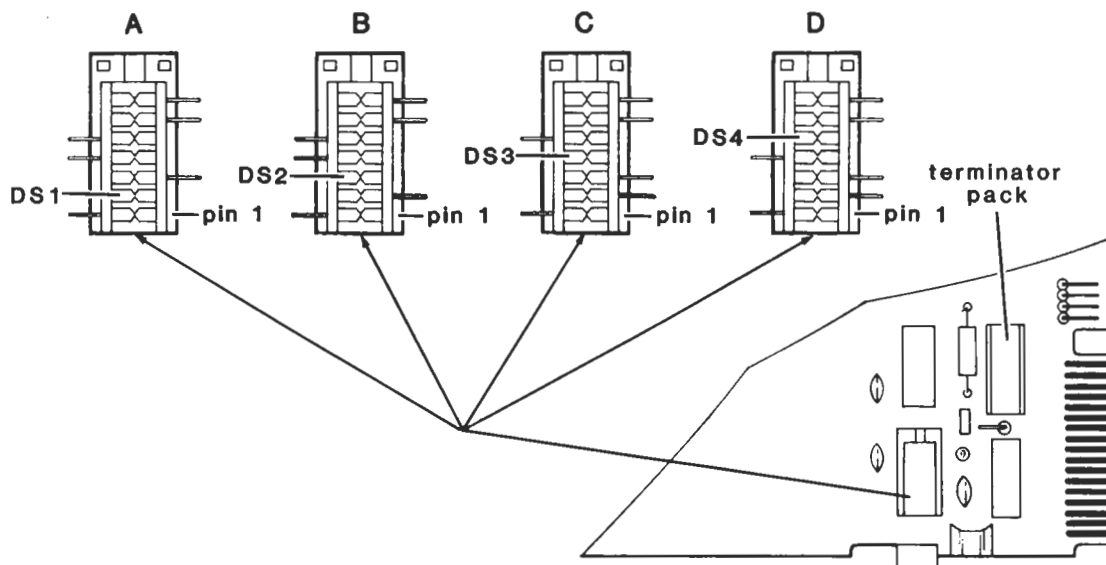 A
B
C
D
DS1
pin 1
DS2
pin 1
DS3
pin 1
DS4
pin 1
terminator
pack